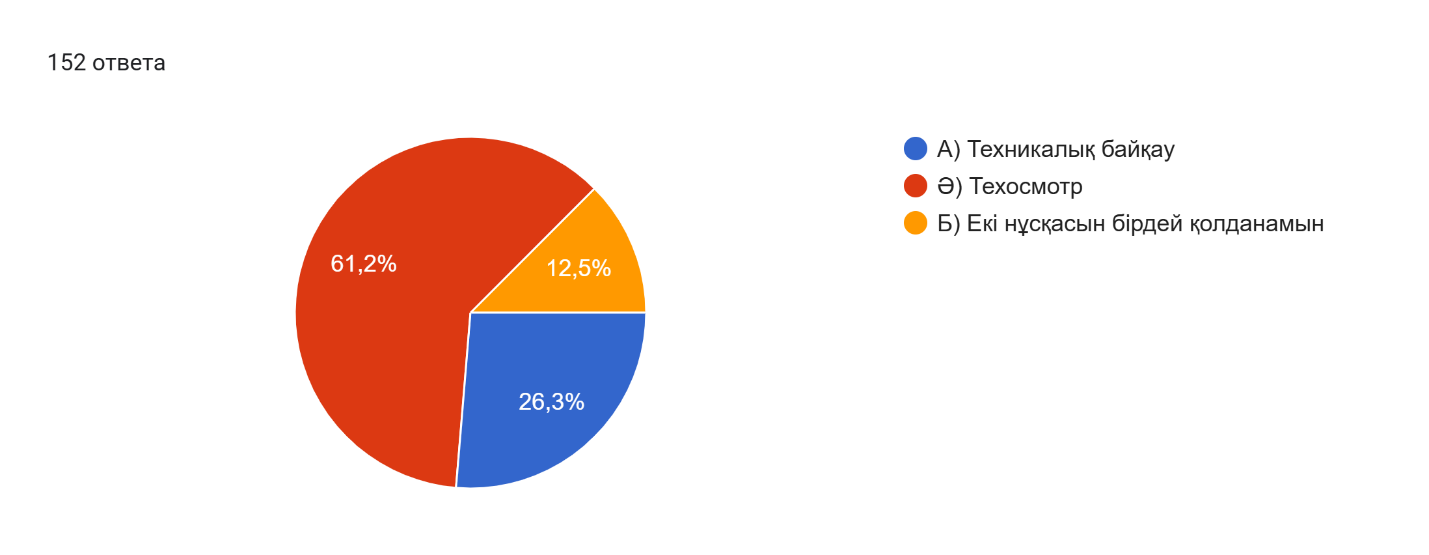 152 ответа
А) Техникалық байқау
Ә) Техосмотр
Б) Екі нұсқасын бірдей қолданамын
61,2%
12,5%
26,3%